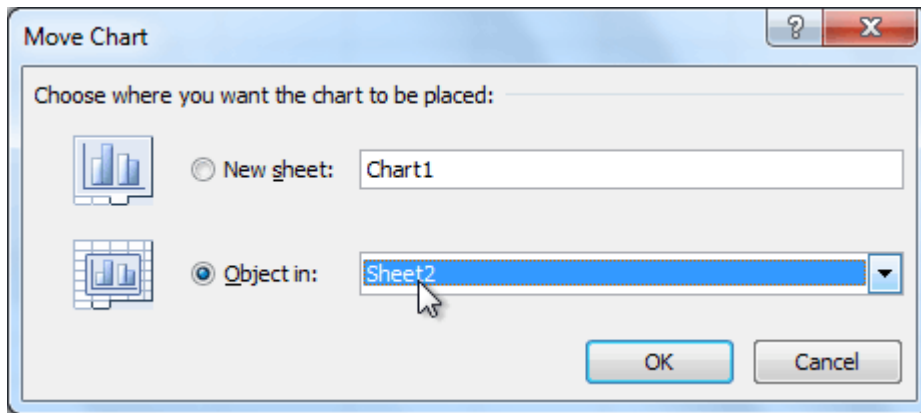 Move Chart
?
Choose where you want the chart to be placed:
New sheet: Chart1
Object in: Sheet2
OK Cancel